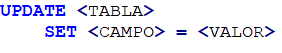 UPDATE <TABLA>
SET <CAMPO> = <VALOR>